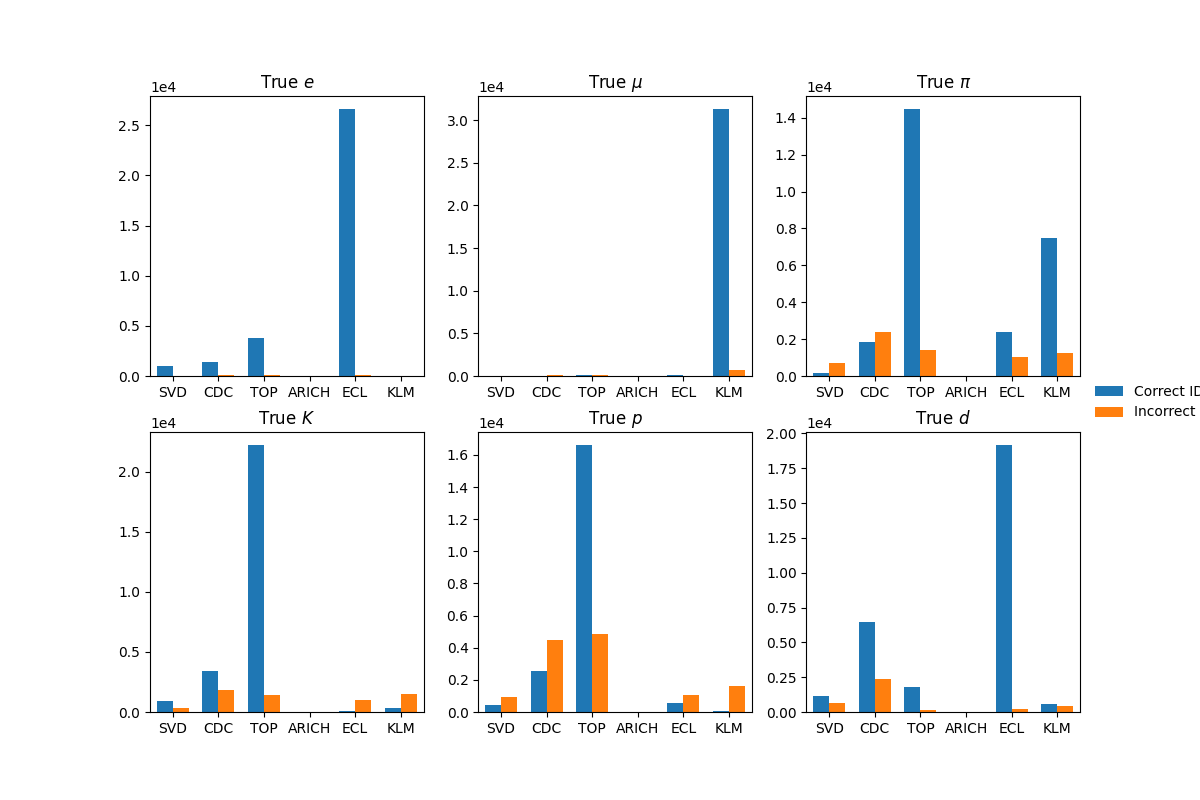 True e
1e4
2.5
2.0
1.5
1.0
0.5
0.0
SVD CDC TOP ARICH ECL KLM
True μ
1e4
3.0
2.5
2.0
1.5
1.0
0.5
0.0
SVD CDC TOP ARICH ECL KLM
True π
1e4
1.4
1.2
1.0
0.8
0.6
0.4
0.2
0.0
SVD CDC TOP ARICH ECL KLM
Correct ID
Incorrect
True K
1e4
2.0
1.5
1.0
0.5
0.0
SVD CDC TOP ARICH ECL KLM
True p
1e4
1.6
1.4
1.2
1.0
0.8
0.6
0.4
0.2
0.0
SVD CDC TOP ARICH ECL KLM
True d
1e4
2.00
1.75
1.50
1.25
1.00
0.75
0.50
0.25
0.00
SVD CDC TOP ARICH ECL KLM